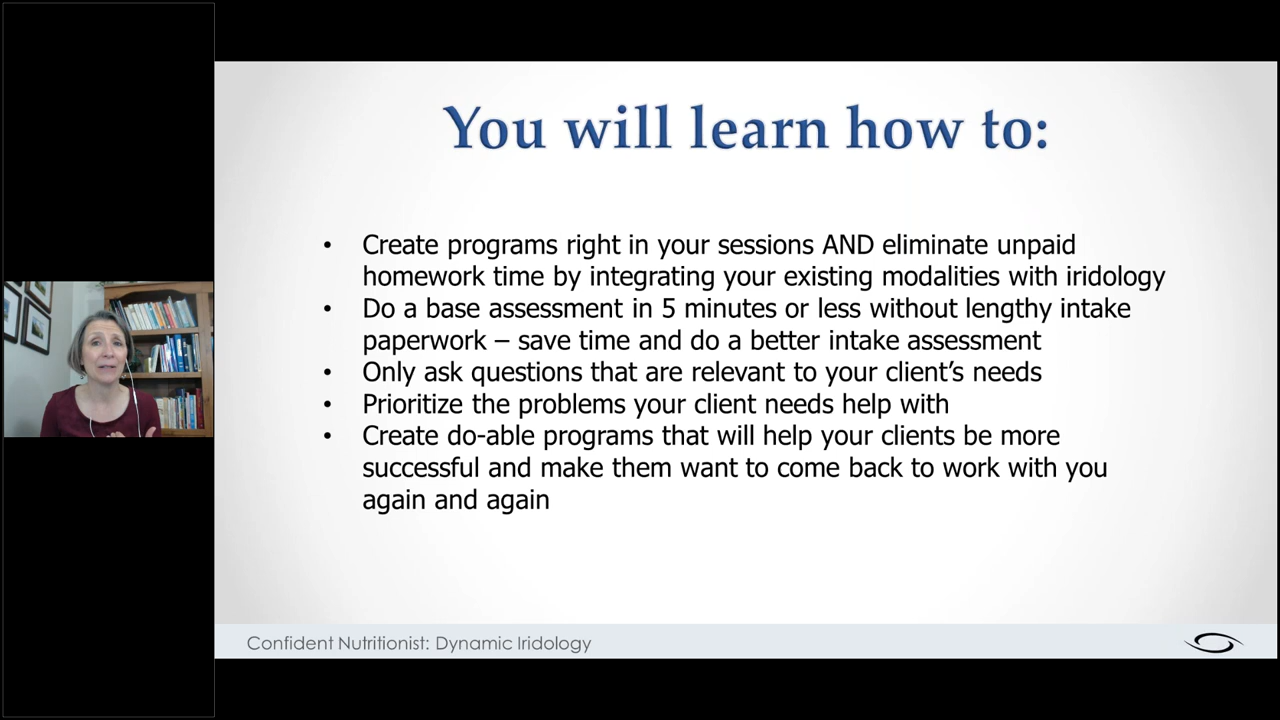 You will learn how to:
• Create programs right in your sessions AND eliminate unpaid
homework time by integrating your existing modalities with iridology
• Do a base assessment in 5 minutes or less without lengthy intake
paperwork – save time and do a better intake assessment
• Only ask questions that are relevant to your client’s needs
• Prioritize the problems your client needs help with
• Create do-able programs that will help your clients be more
successful and make them want to come back to work with you
again and again
Confident Nutritionist: Dynamic Iridology